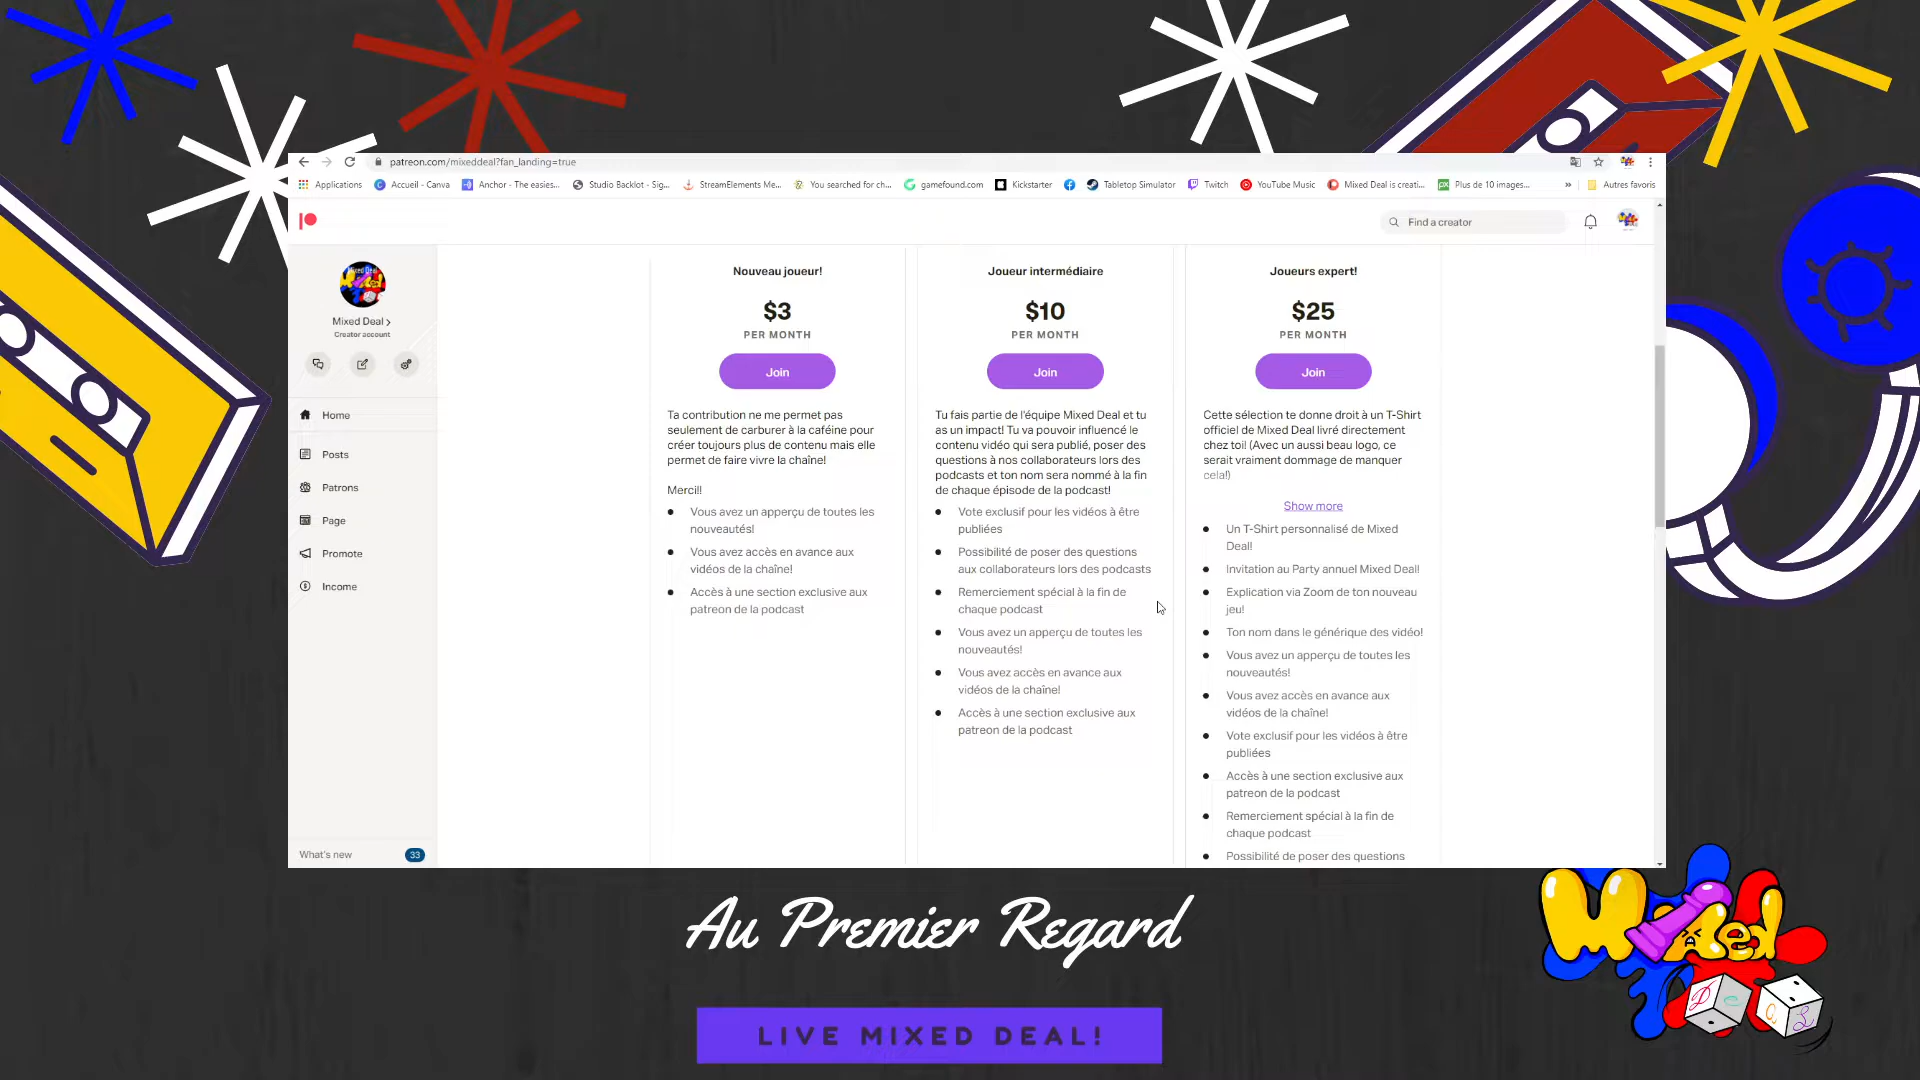 patreon.com/mixeddeal?fan_landing=true
Applications
Accueil - Canva
Anchor - The easies...
Studio Backlot - Sig...
StreamElements Me...
You searched for ch...
gamefound.com
Kickstarter
Tabletop Simulator
Twitch
YouTube Music
Mixed Deal is creati...
Plus de 10 images...
»
Autres favoris
Find a creator
Mixed Deal
Creator account
Home
Posts
Patrons
Page
Promote
Income
What's new
33
Nouveau joueur!
$3
PER MONTH
Join
Ta contribution ne me permet pas
seulement de carburer à la caféine pour
créer toujours plus de contenu mais elle
permet de faire vivre la chaîne!
Merci!!
Vous avez un apperçu de toutes les
nouveautés!
Vous avez accès en avance aux
vidéos de la chaîne!
Accès à une section exclusive aux
patreon de la podcast
Joueur intermédiaire
$10
PER MONTH
Join
Tu fais partie de l'équipe Mixed Deal et tu
as un impact! Tu va pouvoir influencé le
contenu vidéo qui sera publié, poser des
questions à nos collaborateurs lors des
podcasts et ton nom sera nommé à la fin
de chaque épisode de la podcast!
Vote exclusif pour les vidéos à être
publiées
Possibilité de poser des questions
aux collaborateurs lors des podcasts
Remerciement spécial à la fin de
chaque podcast
Vous avez un apperçu de toutes les
nouveautés!
Vous avez accès en avance aux
vidéos de la chaîne!
Accès à une section exclusive aux
patreon de la podcast
Joueurs expert!
$25
PER MONTH
Join
Cette sélection te donne droit à un T-Shirt
officiel de Mixed Deal livré directement
chez toi! (Avec un aussi beau logo, ce
serait vraiment dommage de manquer
cela!)
Show more
Un T-Shirt personnalisé de Mixed
Deal!
Invitation au Party annuel Mixed Deal!
Explication via Zoom de ton nouveau
jeu!
Ton nom dans le générique des vidéo!
Vous avez un apperçu de toutes les
nouveautés!
Vous avez accès en avance aux
vidéos de la chaîne!
Vote exclusif pour les vidéos à être
publiées
Accès à une section exclusive aux
patreon de la podcast
Remerciement spécial à la fin de
chaque podcast
Possibilité de poser des questions
Au Premier Regard
LIVE MIXED DEAL!
Mixed
D e a L